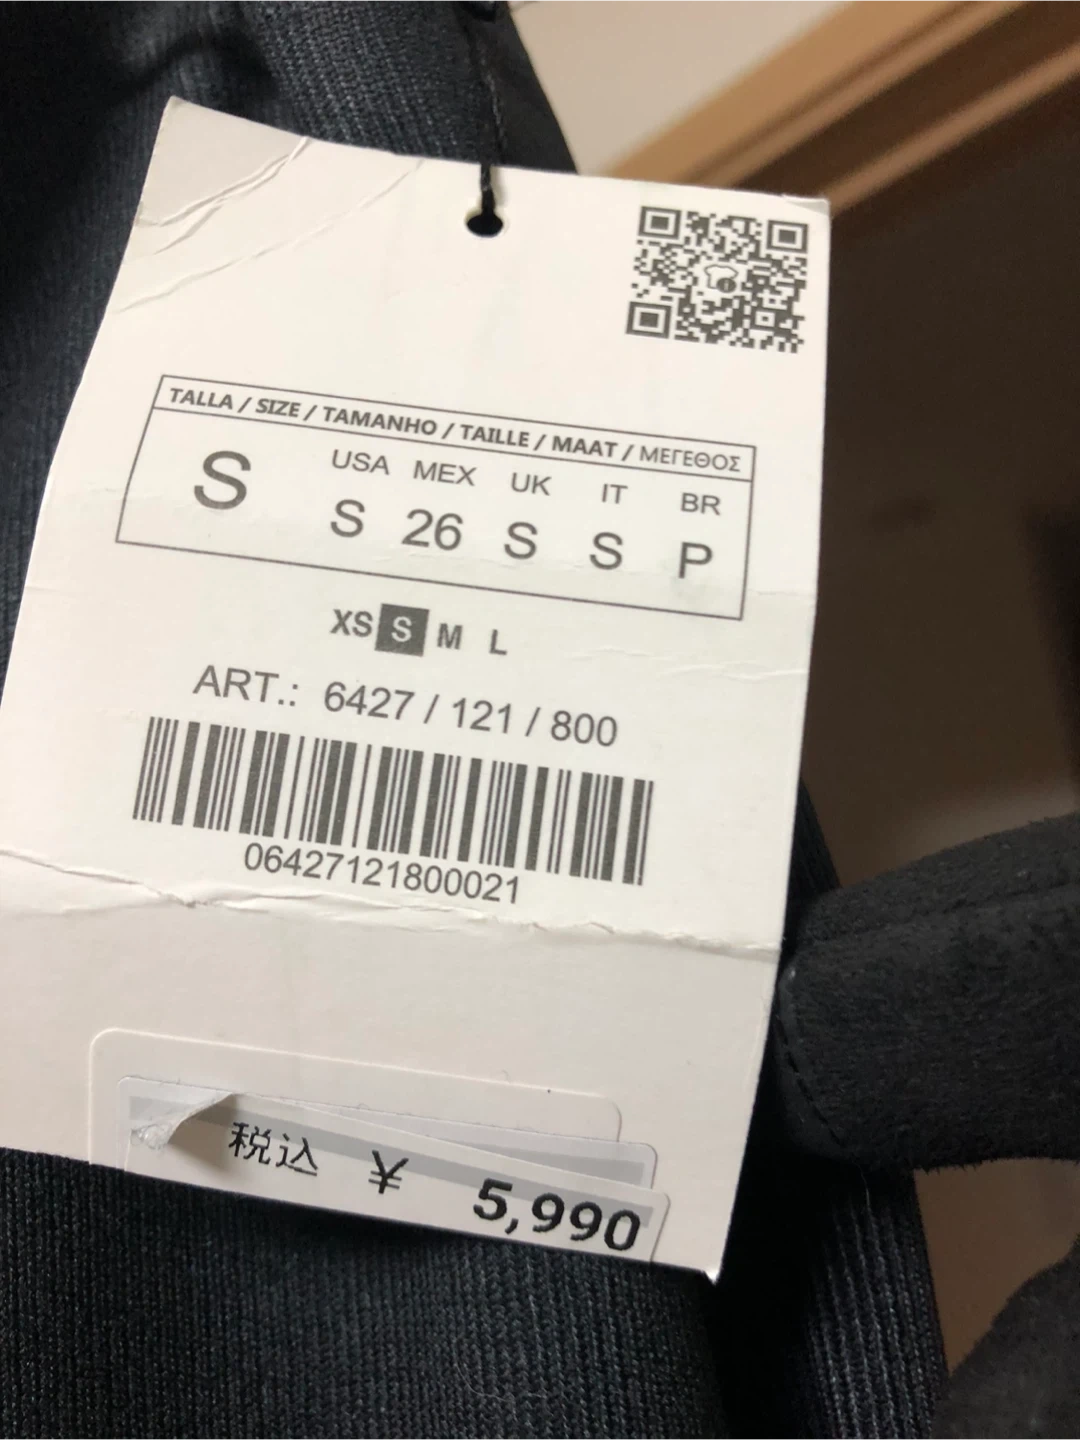 TALLA / SIZE / TAMANHO / TAILLE / MAAT / ΜΕΓΕΘΟΣ
USA MEX UK IT BR
S S 26 S S P
XS S M L
ART.: 6427 / 121 / 800
06427121800021
税込 ¥ 5,990